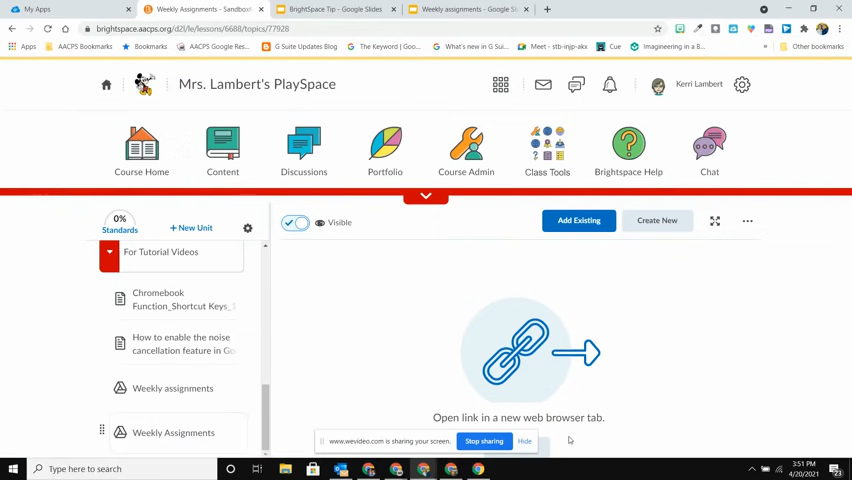 My Apps
Weekly Assignments - Sandbox!
BrightSpace Tip - Google Slides
Weekly assignments - Google Sl
brightspace.aacps.org/d2l/le/lessons/6688/topics/77928
Apps
AACPS Bookmarks
Bookmarks
AACPS Google Res...
G Suite Updates Blog
The Keyword | Goo...
What's new in G Sui...
Meet - stb-injp-akx
Cue
Imagineering in a B...
Other bookmarks
Mrs. Lambert's PlaySpace
Kerri Lambert
Course Home
Content
Discussions
Portfolio
Course Admin
Class Tools
Brightspace Help
Chat
0%
Standards
+ New Unit
Visible
Add Existing
Create New
For Tutorial Videos
Chromebook
Function_Shortcut Keys_
How to enable the noise
cancellation feature in Go
Weekly assignments
Weekly Assignments
Open link in a new web browser tab.
www.wevideo.com is sharing your screen.
Stop sharing
Hide
Type here to search
3:51 PM
4/20/2021